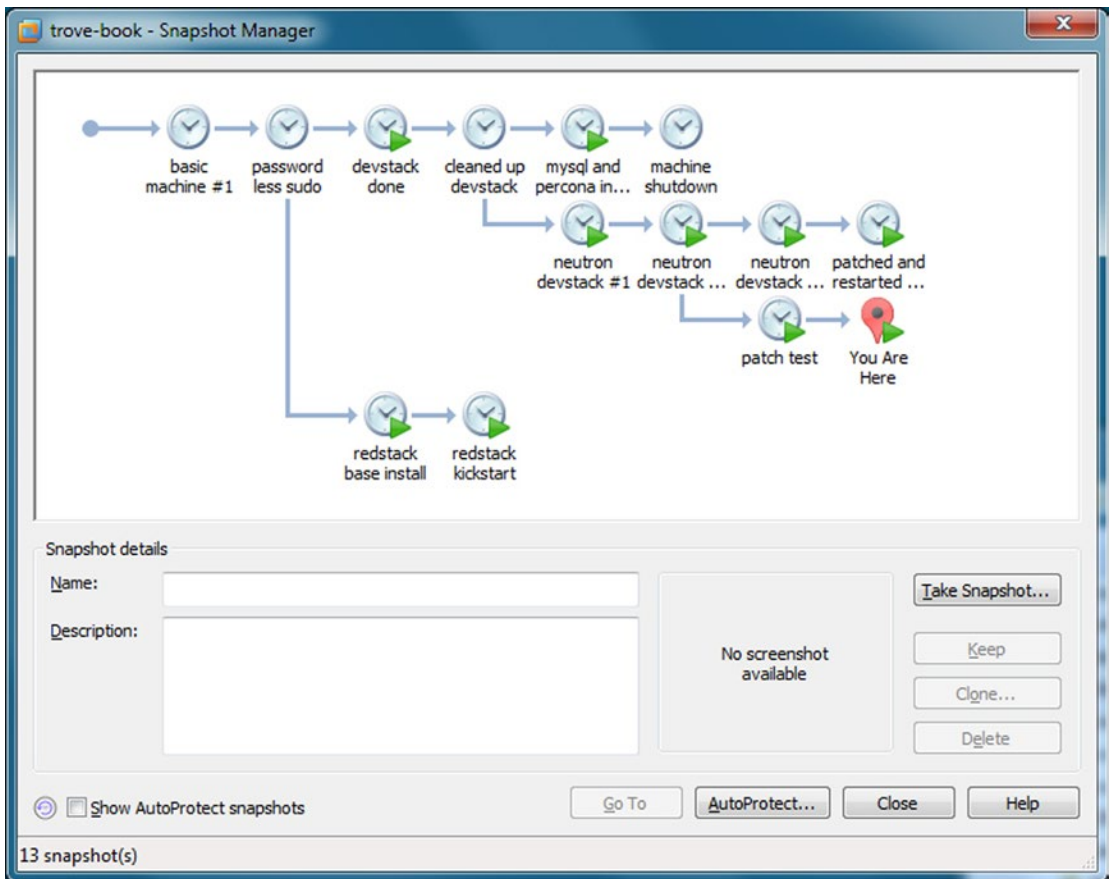 trove-book - Snapshot Manager
basic
machine #1
password
less sudo
devstack
done
cleaned up
devstack
mysql and
percona in...
machine
shutdown
neutron
devstack #1
neutron
devstack ...
neutron
devstack ...
patched and
restarted ...
patch test
You Are
Here
redstack
base install
redstack
kickstart
Snapshot details
Name:
Take Snapshot...
Description:
No screenshot
available
Keep
Clone...
Delete
Show AutoProtect snapshots
Go To
AutoProtect...
Close
Help
13 snapshot(s)